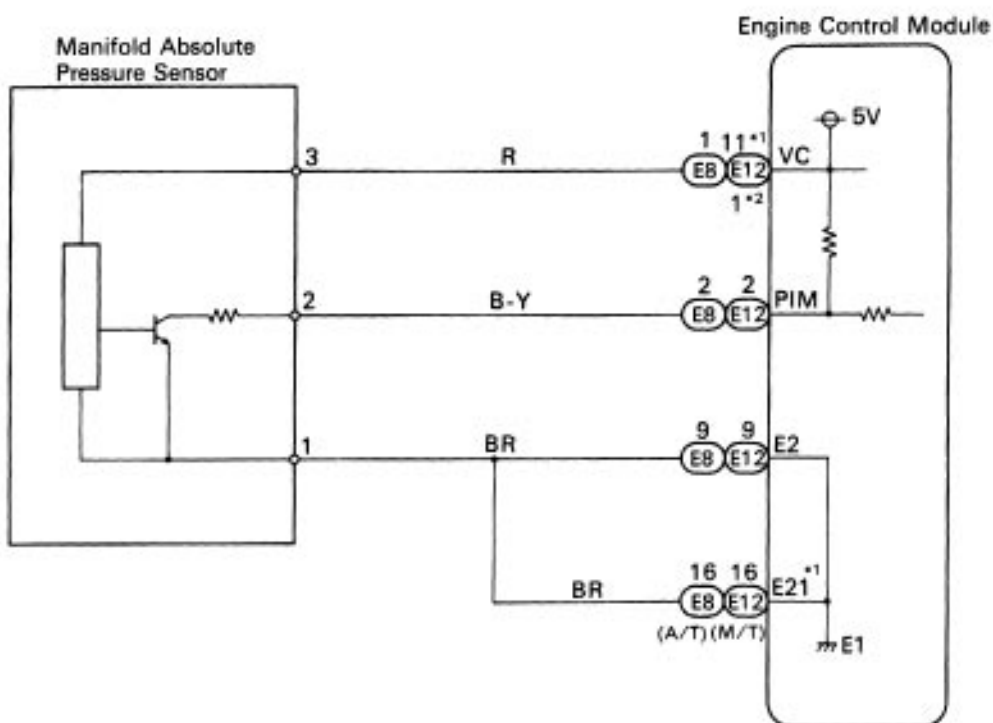 Engine Control Module
Manifold Absolute
Pressure Sensor
5V
3 R 1 11*1 VC
E8 E12
1*2
2 B-Y 2 2 PIM
E8 E12
1 BR 9 9 E2
E8 E12
BR 16 16 E21*1
E8 E12
(A/T) (M/T)
E1